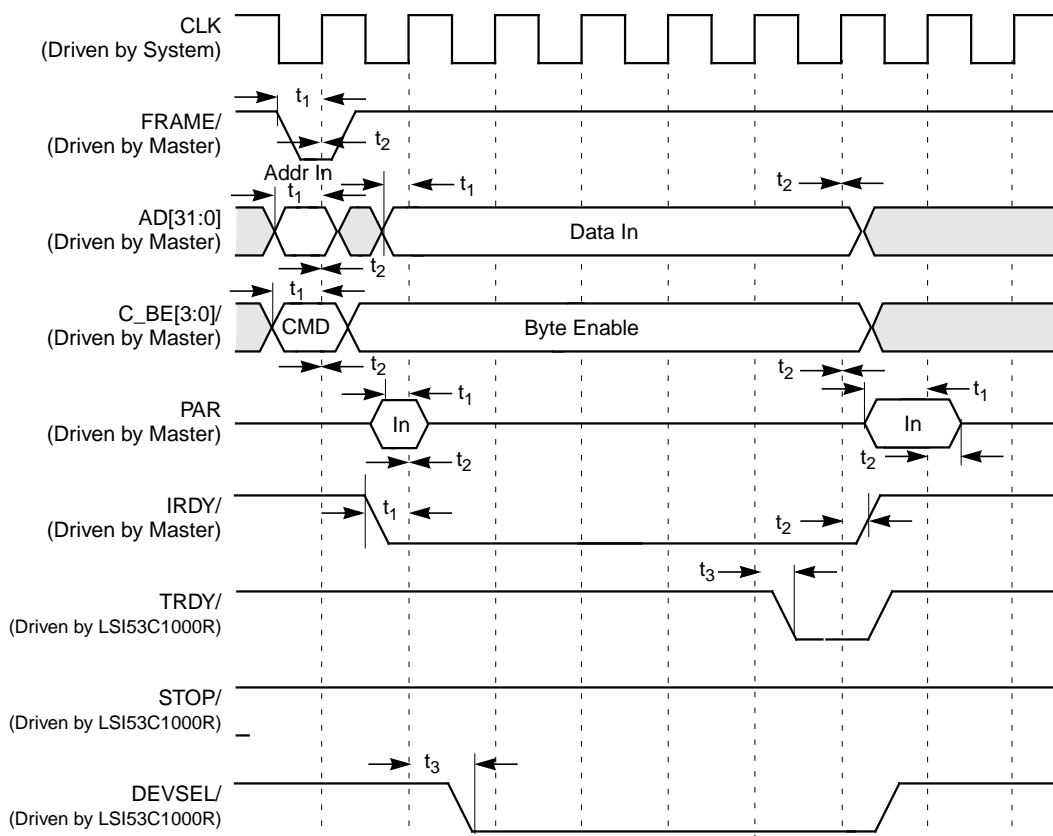 CLK
(Driven by System)
t1
FRAME/
(Driven by Master)
t2
Addr In
t1
t1
t2
AD[31:0]
(Driven by Master)
Data In
t2
t1
C_BE[3:0]/
(Driven by Master)
CMD
Byte Enable
t2
t2
t1
t1
PAR
(Driven by Master)
In
In
t2
t2
IRDY/
(Driven by Master)
t1
t2
t3
TRDY/
(Driven by LSI53C1000R)
STOP/
(Driven by LSI53C1000R)
t3
DEVSEL/
(Driven by LSI53C1000R)